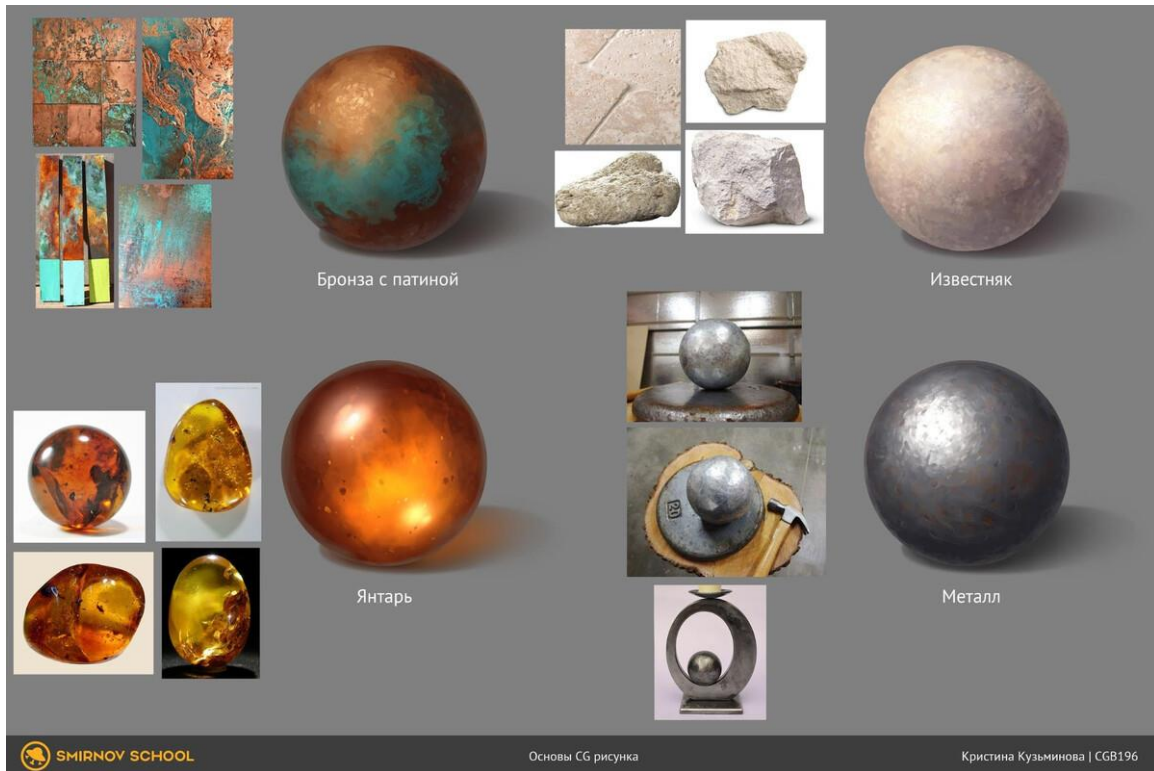 Бронза с патиной
Известняк
Янтарь
Металл
SMIRNOV SCHOOL
Основы CG рисунка
Кристина Кузьминова | CGB196